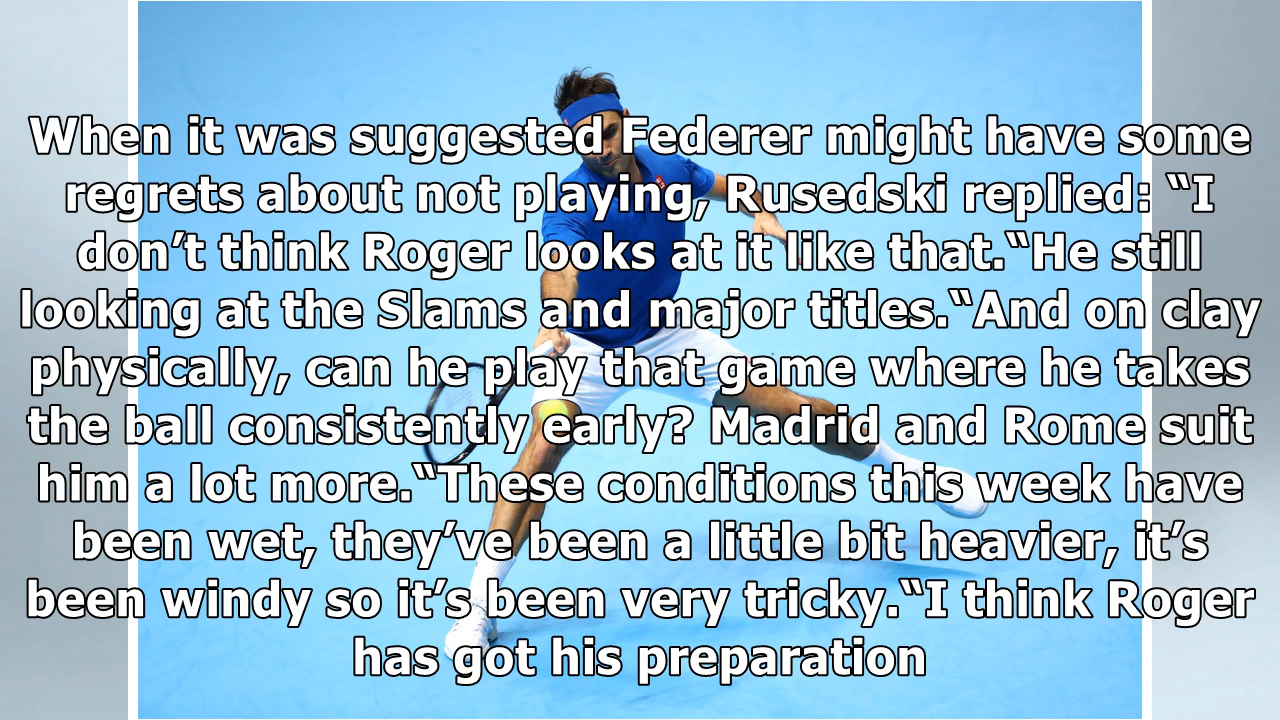 When it was suggested Federer might have some
regrets about not playing, Rusedski replied: “I
don’t think Roger looks at it like that.“He still
looking at the Slams and major titles.“And on clay
physically, can he play that game where he takes
the ball consistently early? Madrid and Rome suit
him a lot more.“These conditions this week have
been wet, they’ve been a little bit heavier, it’s
been windy so it’s been very tricky.“I think Roger
has got his preparation